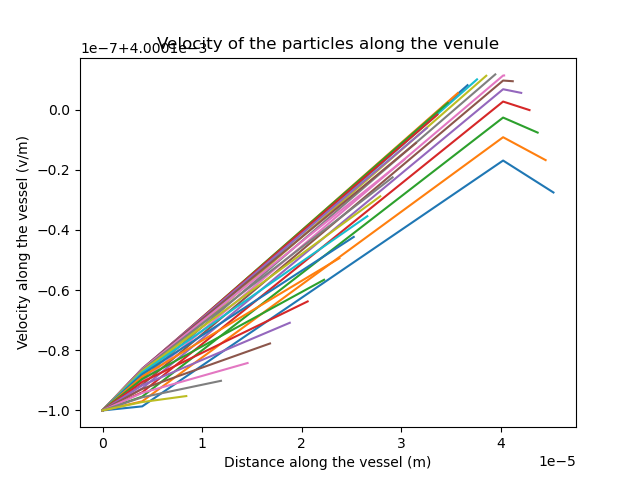 Velocity of the particles along the venule
1e−7+4.0001e−3
0.0
−0.2
−0.4
−0.6
−0.8
−1.0
Velocity along the vessel (v/m)
0 1 2 3 4
1e−5
Distance along the vessel (m)